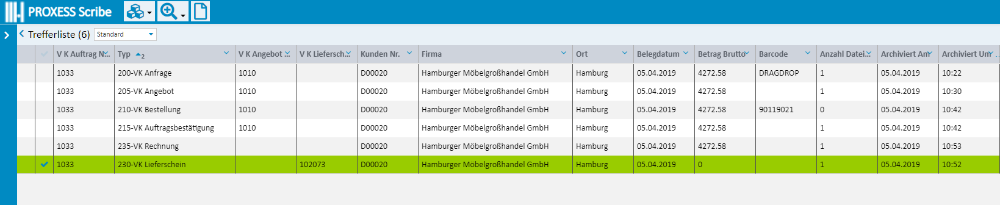 PROXESS Scribe
Trefferliste (6) Standard
V K Auftrag N... Typ 2 V K Angebot ... V K Liefersch... Kunden Nr. Firma Ort Belegdatum Betrag Brutto Barcode Anzahl Datei... Archiviert Am Archiviert Um ...
1033 200-VK Anfrage 1010 D00020 Hamburger Möbelgroßhandel GmbH Hamburg 05.04.2019 4272.58 DRAGDROP 1 05.04.2019 10:22
1033 205-VK Angebot 1010 D00020 Hamburger Möbelgroßhandel GmbH Hamburg 05.04.2019 4272.58 1 05.04.2019 10:30
1033 210-VK Bestellung 1010 D00020 Hamburger Möbelgroßhandel GmbH Hamburg 05.04.2019 4272.58 90119021 0 05.04.2019 10:42
1033 215-VK Auftragsbestätigung 1010 D00020 Hamburger Möbelgroßhandel GmbH Hamburg 05.04.2019 4272.58 1 05.04.2019 10:42
1033 235-VK Rechnung D00020 Hamburger Möbelgroßhandel GmbH Hamburg 05.04.2019 4272.58 1 05.04.2019 10:53
1033 230-VK Lieferschein 102073 D00020 Hamburger Möbelgroßhandel GmbH Hamburg 05.04.2019 0 1 05.04.2019 10:52